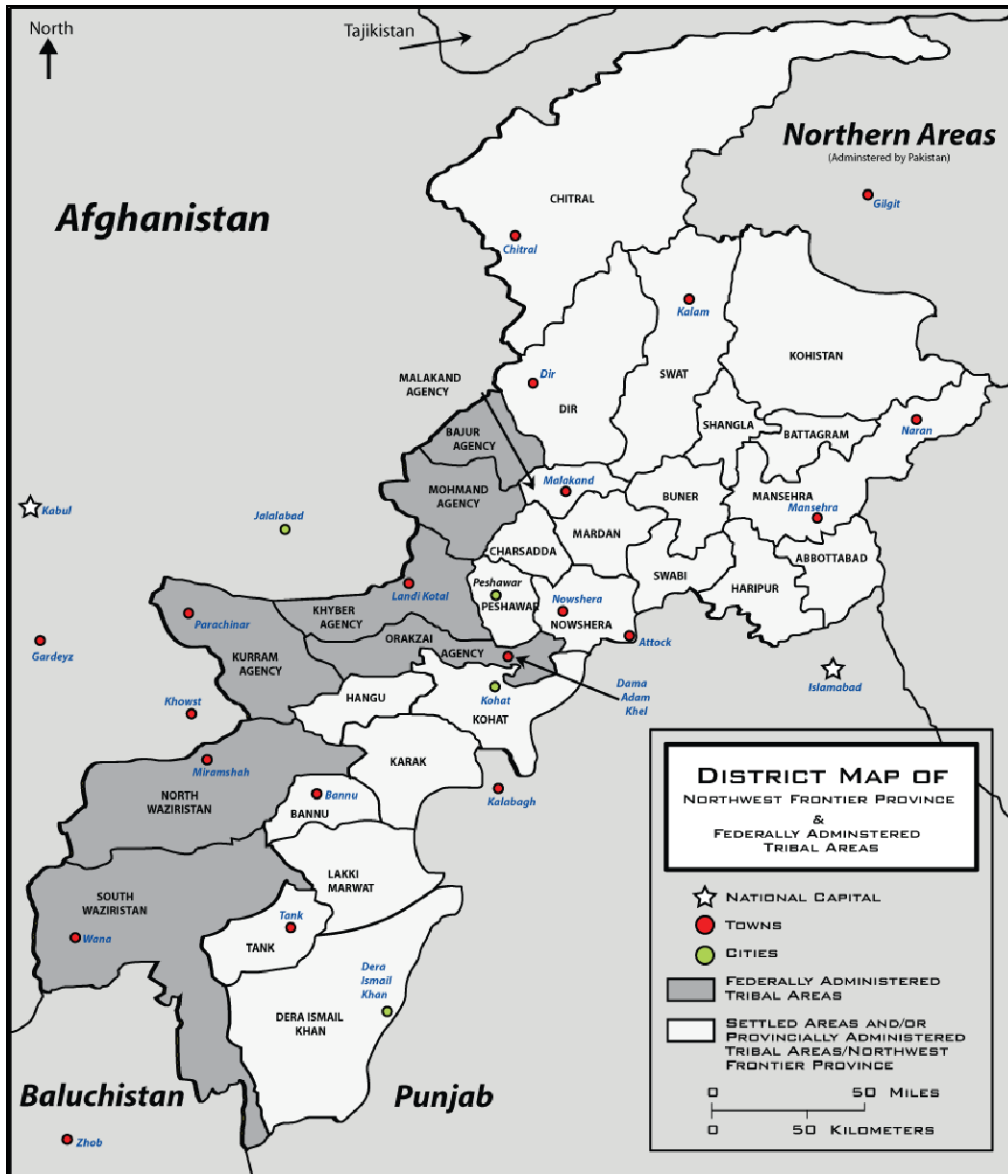 North
Tajikistan
Northern Areas
(Adminstered by Pakistan)
Gilgit
Afghanistan
CHITRAL
Chitral
Kalam
KOHISTAN
MALAKAND
AGENCY
Dir
DIR
SWAT
SHANGLA
BATTAGRAM
Naran
BAJUR
AGENCY
MOHMAND
AGENCY
Malakand
BUNER
MANSEHRA
Mansehra
Kabul
Jalalabad
CHARSADDA
MARDAN
ABBOTTABAD
SWABI
HARIPUR
Landi Kotal
Peshawar
PESHAWAR
Nowshera
NOWSHERA
Attock
Parachinar
KHYBER
AGENCY
ORAKZAI
AGENCY
Gardeyz
KURRAM
AGENCY
Islamabad
Dama
Adam
Khel
HANGU
Kohat
KOHAT
Khowst
KARAK
Miramshah
NORTH
WAZIRISTAN
Bannu
BANNU
Kalabagh
LAKKI
MARWAT
SOUTH
WAZIRISTAN
Wana
Tank
TANK
Dera
Ismail
Khan
DERA ISMAIL
KHAN
Baluchistan
Punjab
Zhob
DISTRICT MAP OF
NORTHWEST FRONTIER PROVINCE
&
FEDERALLY ADMINSTERED
TRIBAL AREAS
NATIONAL CAPITAL
TOWNS
CITIES
FEDERALLY ADMINISTERED
TRIBAL AREAS
SETTLED AREAS AND/OR
PROVINCIALLY ADMINISTERED
TRIBAL AREAS/NORTHWEST
FRONTIER PROVINCE
0 50 MILES
0 50 KILOMETERS